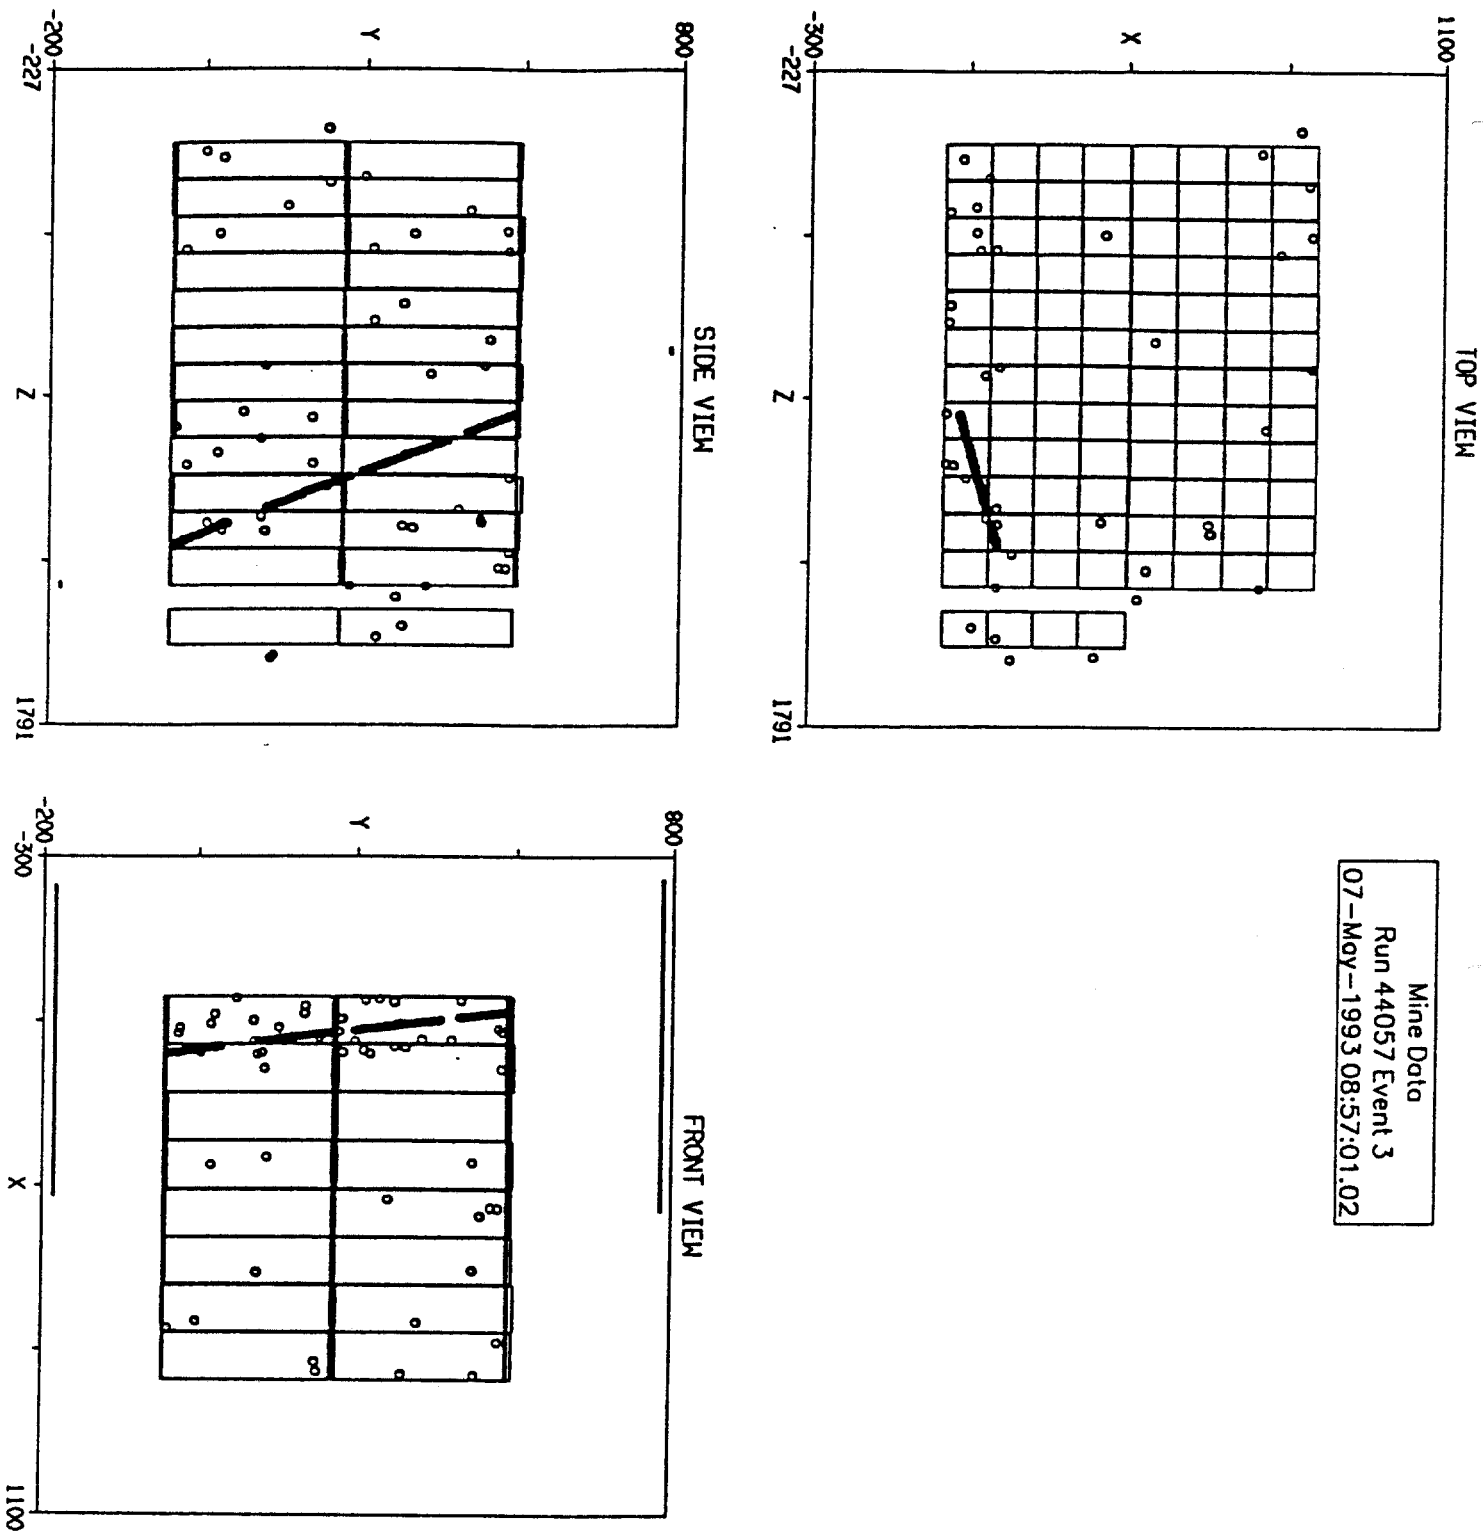 TOP VIEW
1100
X
-300
-227
Z
1791
SIDE VIEW
800
Y
-200
-227
Z
1791
Mine Data
Run 44057 Event 3
07-May-1993 08:57:01.02
FRONT VIEW
800
Y
-200
-300
X
1100